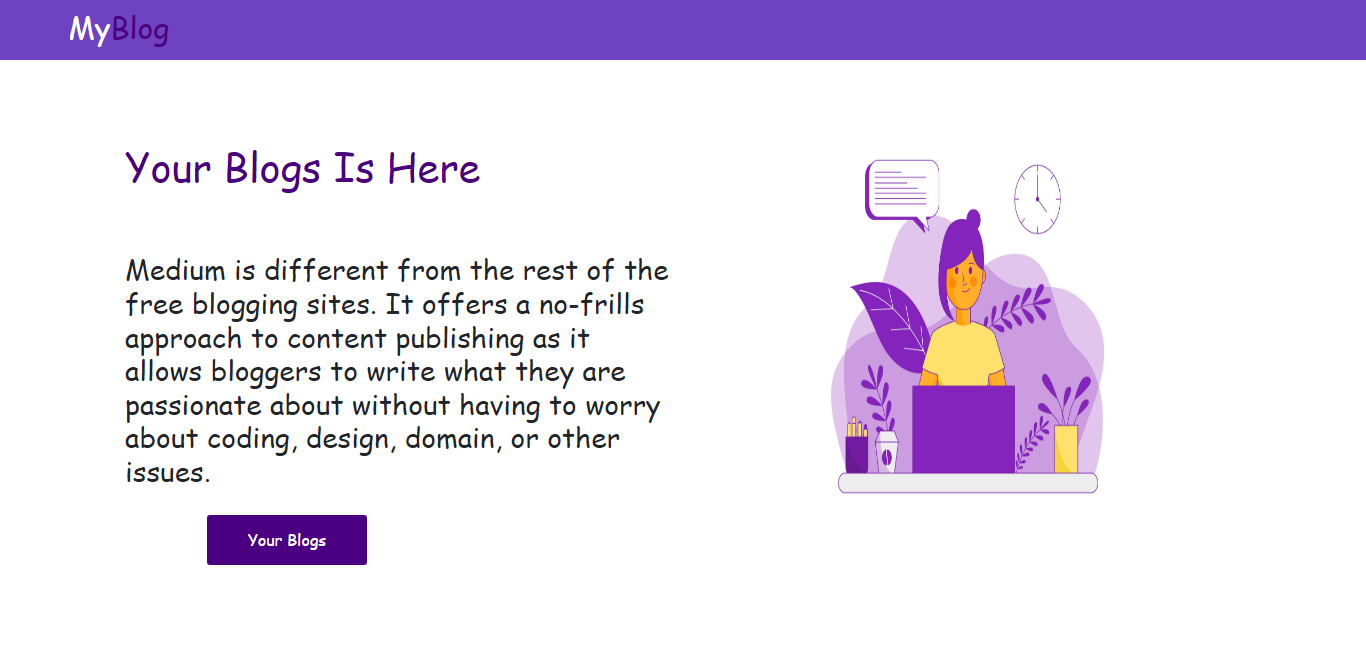 MyBlog
Your Blogs Is Here
Medium is different from the rest of the
free blogging sites. It offers a no-frills
approach to content publishing as it
allows bloggers to write what they are
passionate about without having to worry
about coding, design, domain, or other
issues.
Your Blogs